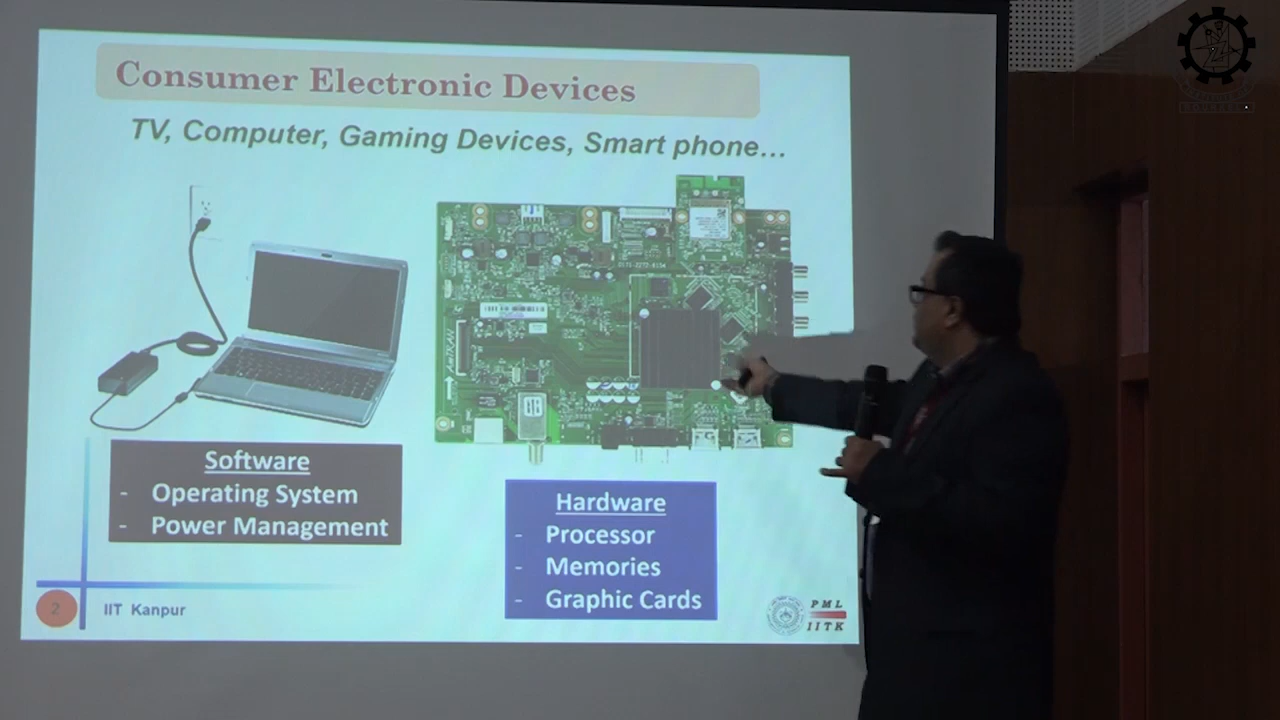 Consumer Electronic Devices
TV, Computer, Gaming Devices, Smart phone...
Software
- Operating System
- Power Management
Hardware
- Processor
- Memories
- Graphic Cards
2
IIT Kanpur
PML
IITK